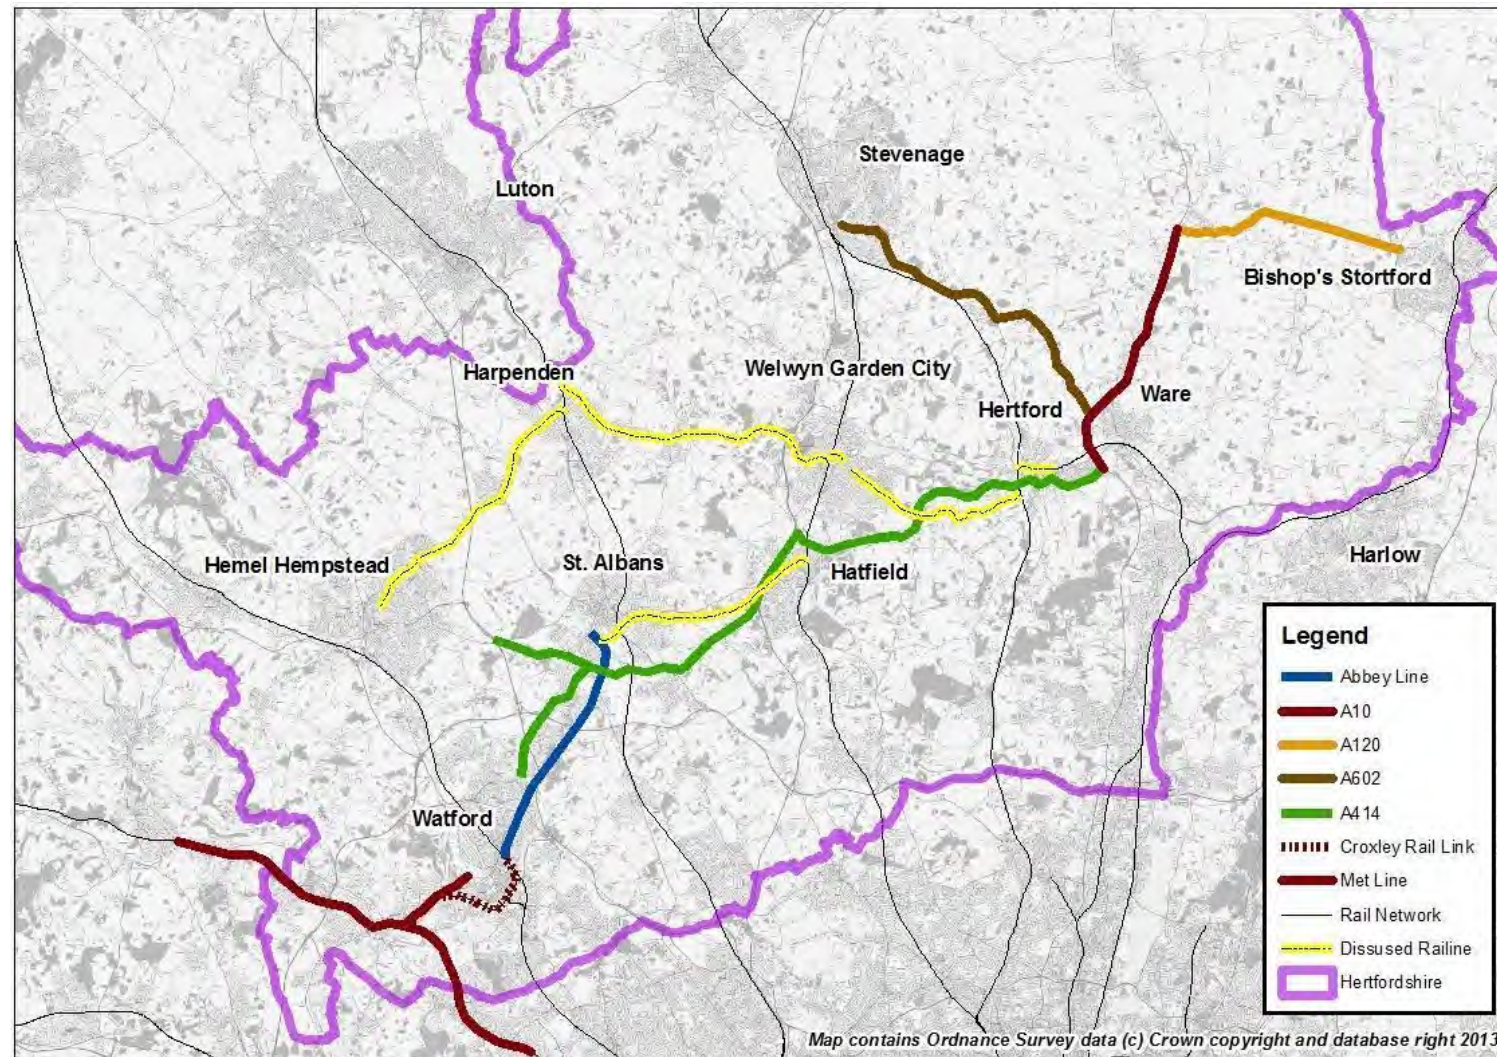 Stevenage
Luton
Bishop's Stortford
Harpenden
Welwyn Garden City
Hertford
Ware
Hemel Hempstead
St. Albans
Hatfield
Harlow
Watford
Legend
Abbey Line
A10
A120
A602
A414
Croxley Rail Link
Met Line
Rail Network
Dissused Railine
Hertfordshire
Map contains Ordnance Survey data (c) Crown copyright and database right 2013